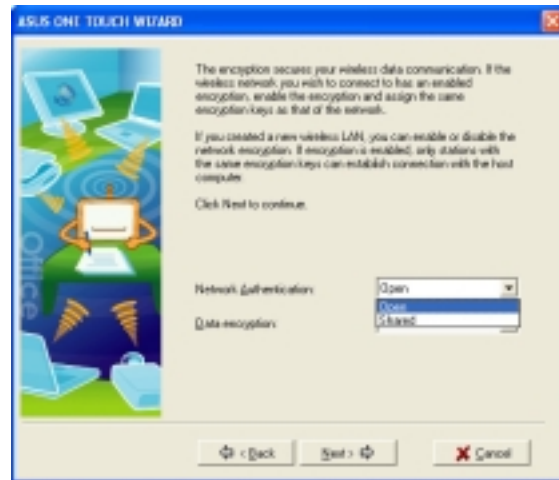 ASUS ONE TOUCH WIZARD
The encryption secures your wireless data communication. If the
wireless network you wish to connect to has an enabled
encryption, enable the encryption and assign the same
encryption keys as that of the network.
If you created a new wireless LAN, you can enable or disable the
network encryption. If encryption is enabled, only stations with
the same encryption keys can establish connection with the host
computer.
Click Next to continue.
Office
Network Authentication:
Open
Open
Shared
Data encryption:
< Back
Next >
Cancel